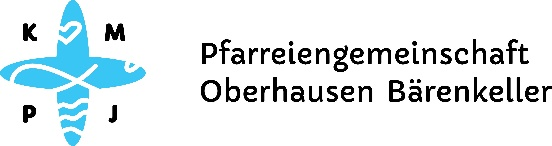 K M
P J
Pfarreiengemeinschaft
Oberhausen Bärenkeller